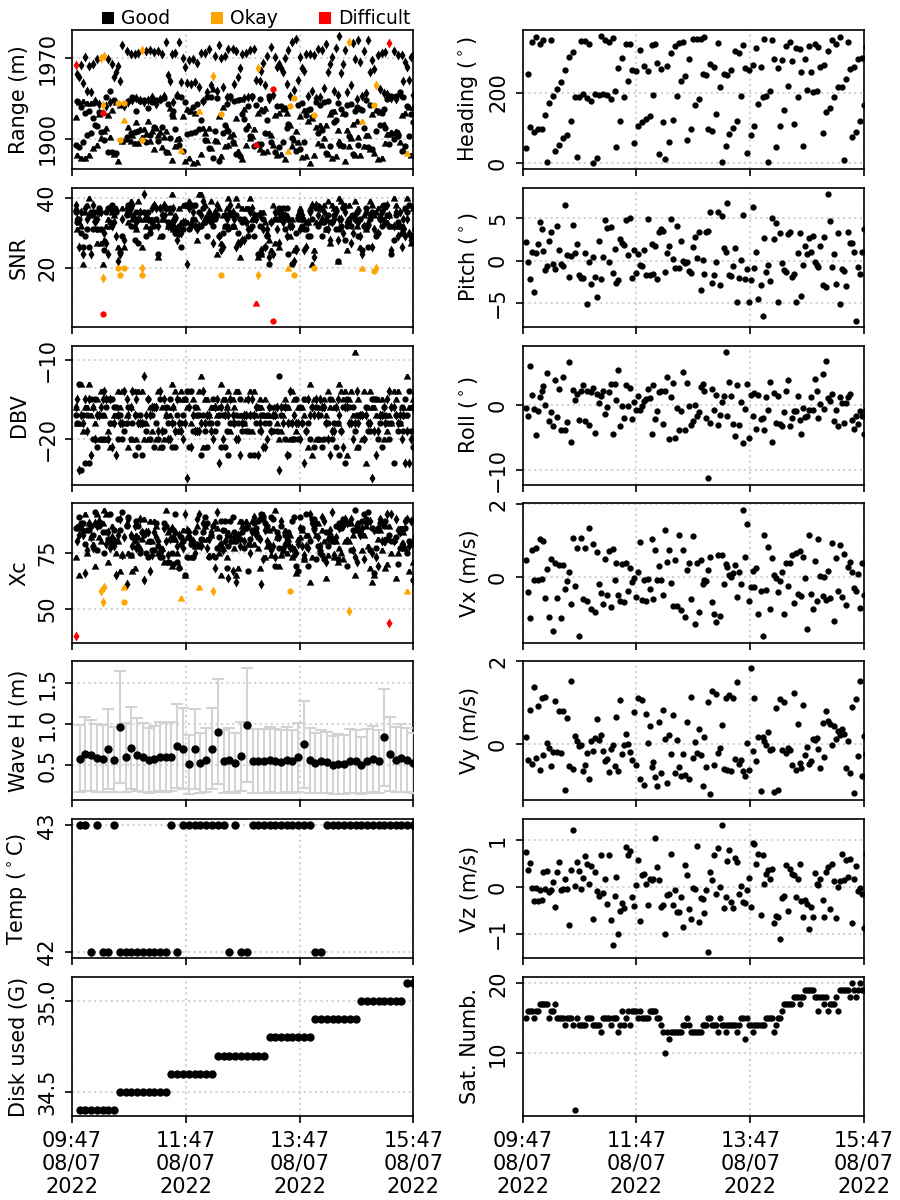 Good Okay Difficult
Range (m)
1970
1900
Heading (°)
200
0
SNR
40
20
Pitch (°)
5
0
−5
DBV
−10
−20
Roll (°)
0
−10
Xc
75
50
Vx (m/s)
2
0
Wave H (m)
1.5
1.0
0.5
Vy (m/s)
2
0
Temp (°C)
43
42
Vz (m/s)
1
0
−1
Disk used (G)
35.0
34.5
Sat. Numb.
20
10
09:47 11:47 13:47 15:47 09:47 11:47 13:47 15:47
08/07 08/07 08/07 08/07 08/07 08/07 08/07 08/07
2022 2022 2022 2022 2022 2022 2022 2022